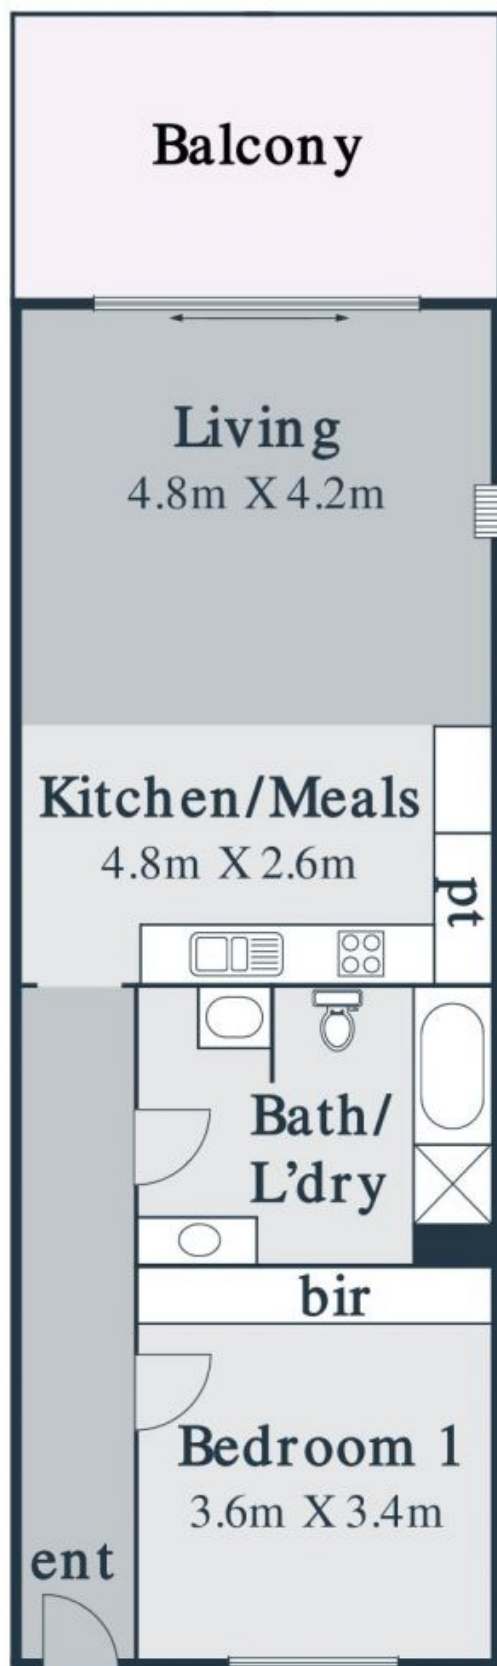 Balcony
Living
4.8m X 4.2m
Kitchen/Meals
4.8m X 2.6m
pt
Bath/
L'dry
bir
Bedroom 1
3.6m X 3.4m
ent